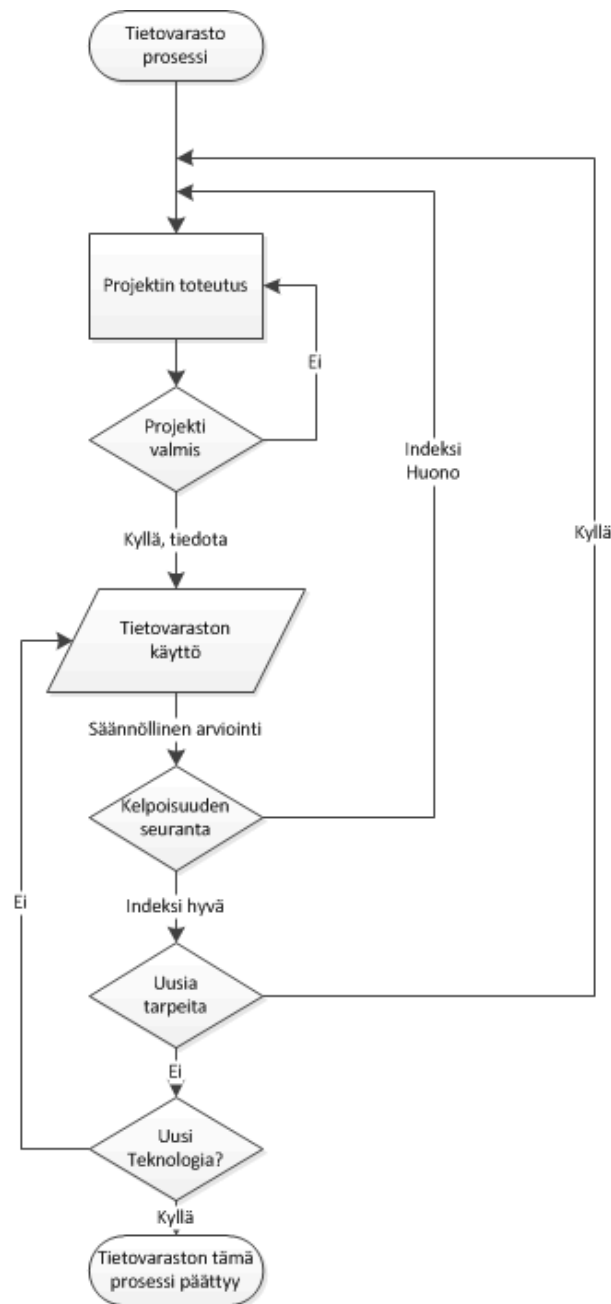 Tietovarasto
prosessi
Projektin toteutus
Ei
Projekti
valmis
Indeksi
Huono
Kyllä, tiedota
Kyllä
Tietovaraston
käyttö
Säännöllinen arviointi
Kelpoisuuden
seuranta
Ei
Indeksi hyvä
Uusia
tarpeita
Ei
Uusi
Teknologia?
Kyllä
Tietovaraston tämä
prosessi päättyy